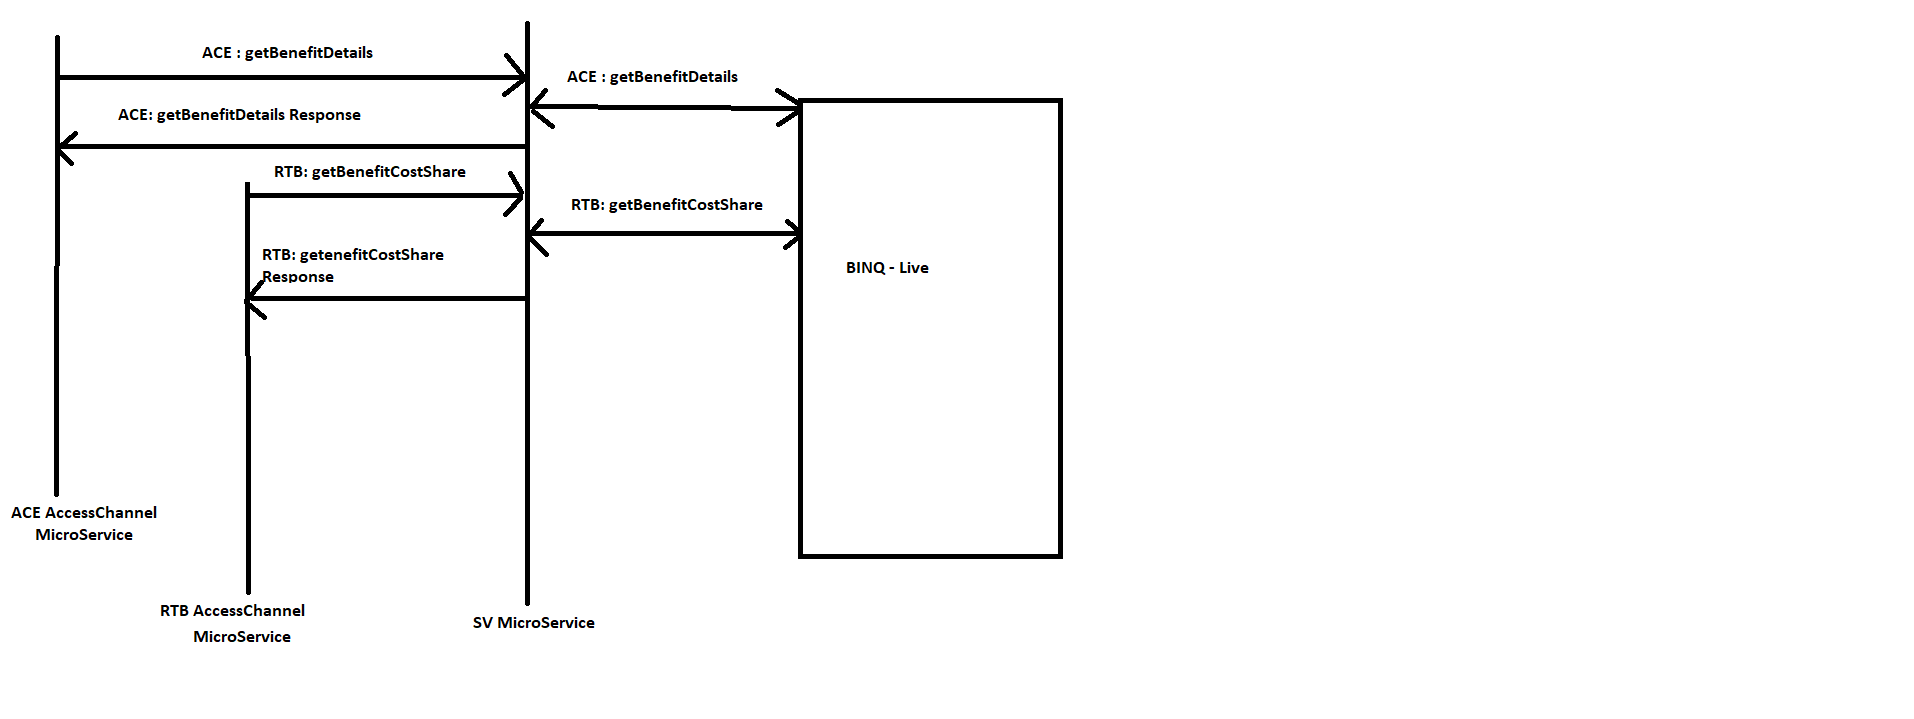 ACE : getBenefitDetails
ACE : getBenefitDetails
ACE: getBenefitDetails Response
RTB: getBenefitCostShare
RTB: getBenefitCostShare
RTB: getenefitCostShare
Response
BINQ - Live
ACE AccessChannel
MicroService
RTB AccessChannel
MicroService
SV MicroService